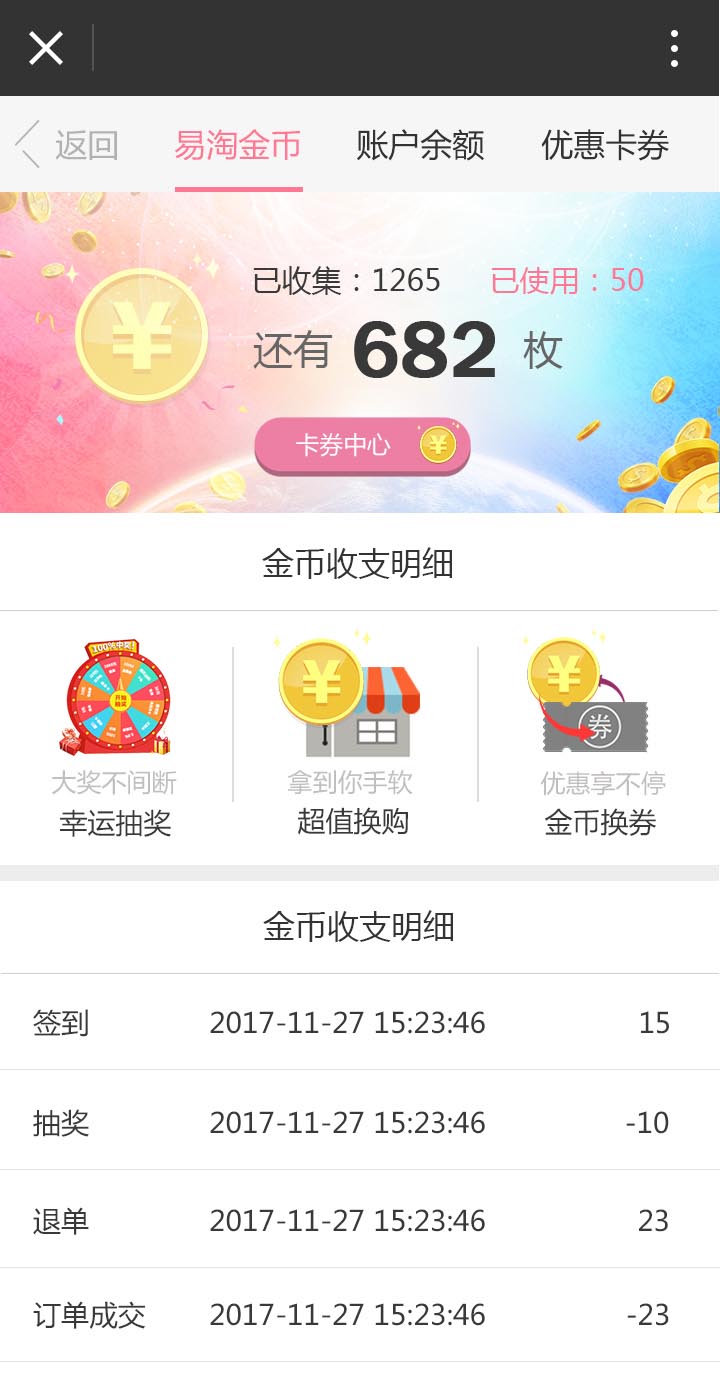 返回 易淘金币 账户余额 优惠卡券
已收集：1265 已使用：50
还有 682 枚
卡券中心
金币收支明细
100%中奖!
开始
抽奖
券
大奖不间断 拿到你手软 优惠享不停
幸运抽奖 超值换购 金币换券
金币收支明细
签到 2017-11-27 15:23:46 15
抽奖 2017-11-27 15:23:46 -10
退单 2017-11-27 15:23:46 23
订单成交 2017-11-27 15:23:46 -23